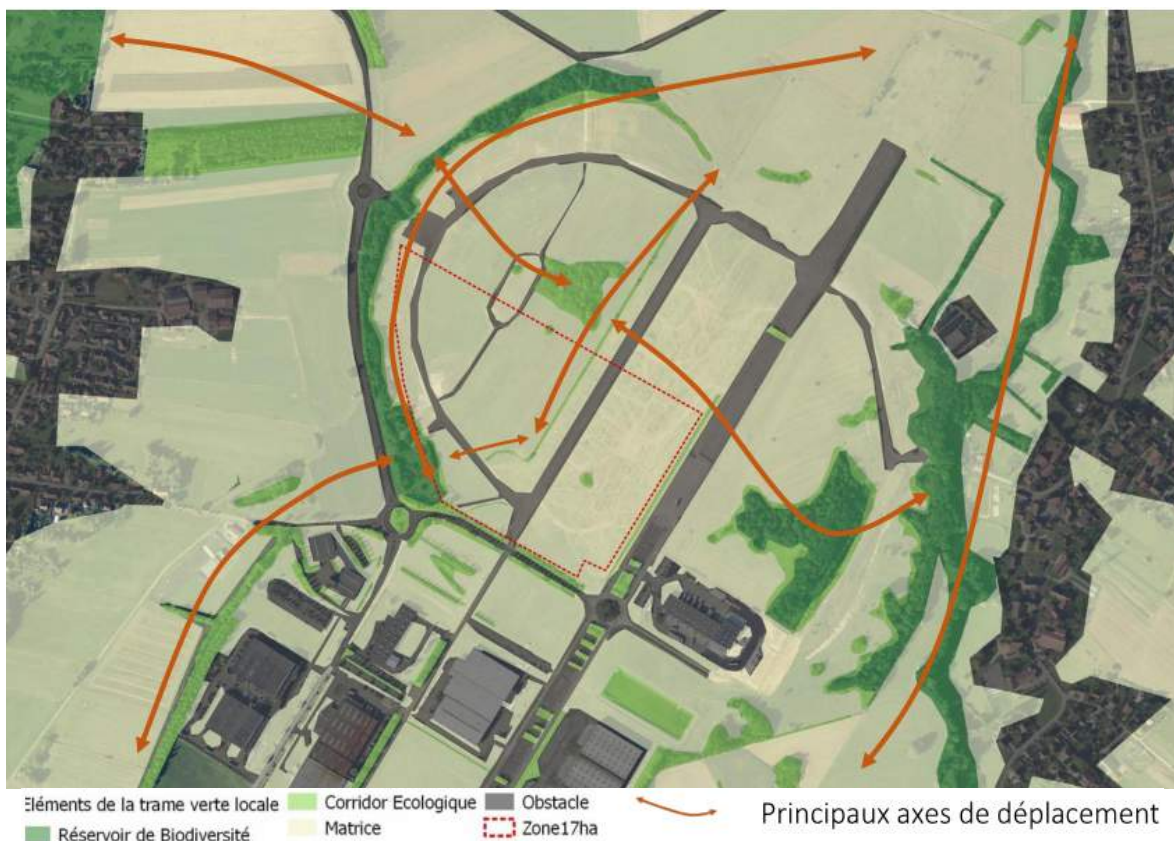 Eléments de la trame verte locale
Corridor Ecologique
Obstacle
Principaux axes de déplacement
Réservoir de Biodiversité
Matrice
Zone17ha